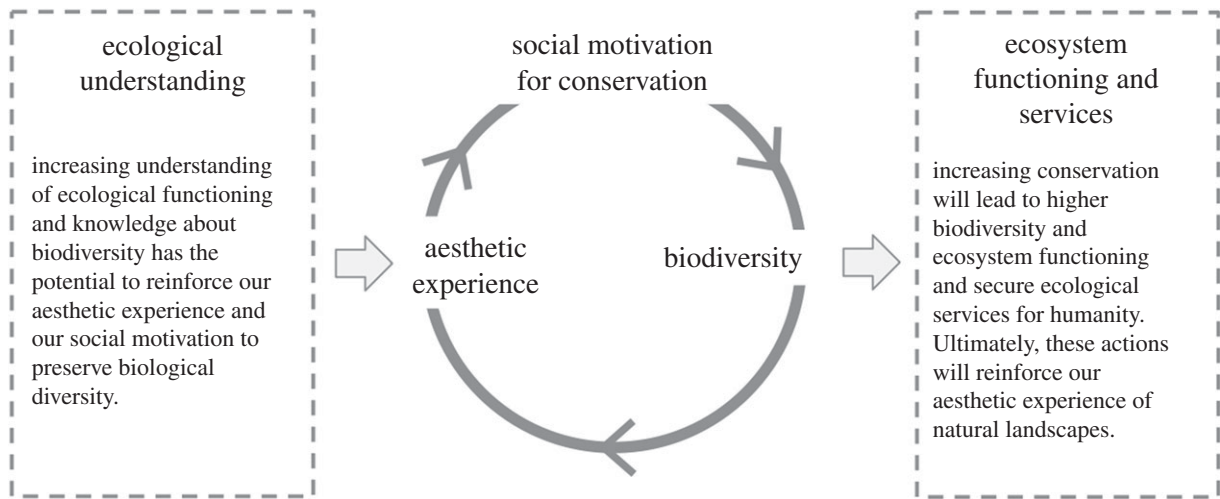 ecological
understanding
increasing understanding
of ecological functioning
and knowledge about
biodiversity has the
potential to reinforce our
aesthetic experience and
our social motivation to
preserve biological
diversity.
social motivation
for conservation
aesthetic
experience
biodiversity
ecosystem
functioning and
services
increasing conservation
will lead to higher
biodiversity and
ecosystem functioning
and secure ecological
services for humanity.
Ultimately, these actions
will reinforce our
aesthetic experience of
natural landscapes.